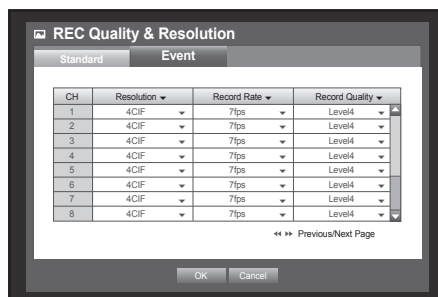 REC Quality & Resolution
Standard Event
CH Resolution Record Rate Record Quality
1 4CIF 7fps Level4
2 4CIF 7fps Level4
3 4CIF 7fps Level4
4 4CIF 7fps Level4
5 4CIF 7fps Level4
6 4CIF 7fps Level4
7 4CIF 7fps Level4
8 4CIF 7fps Level4
Previous/Next Page
OK Cancel